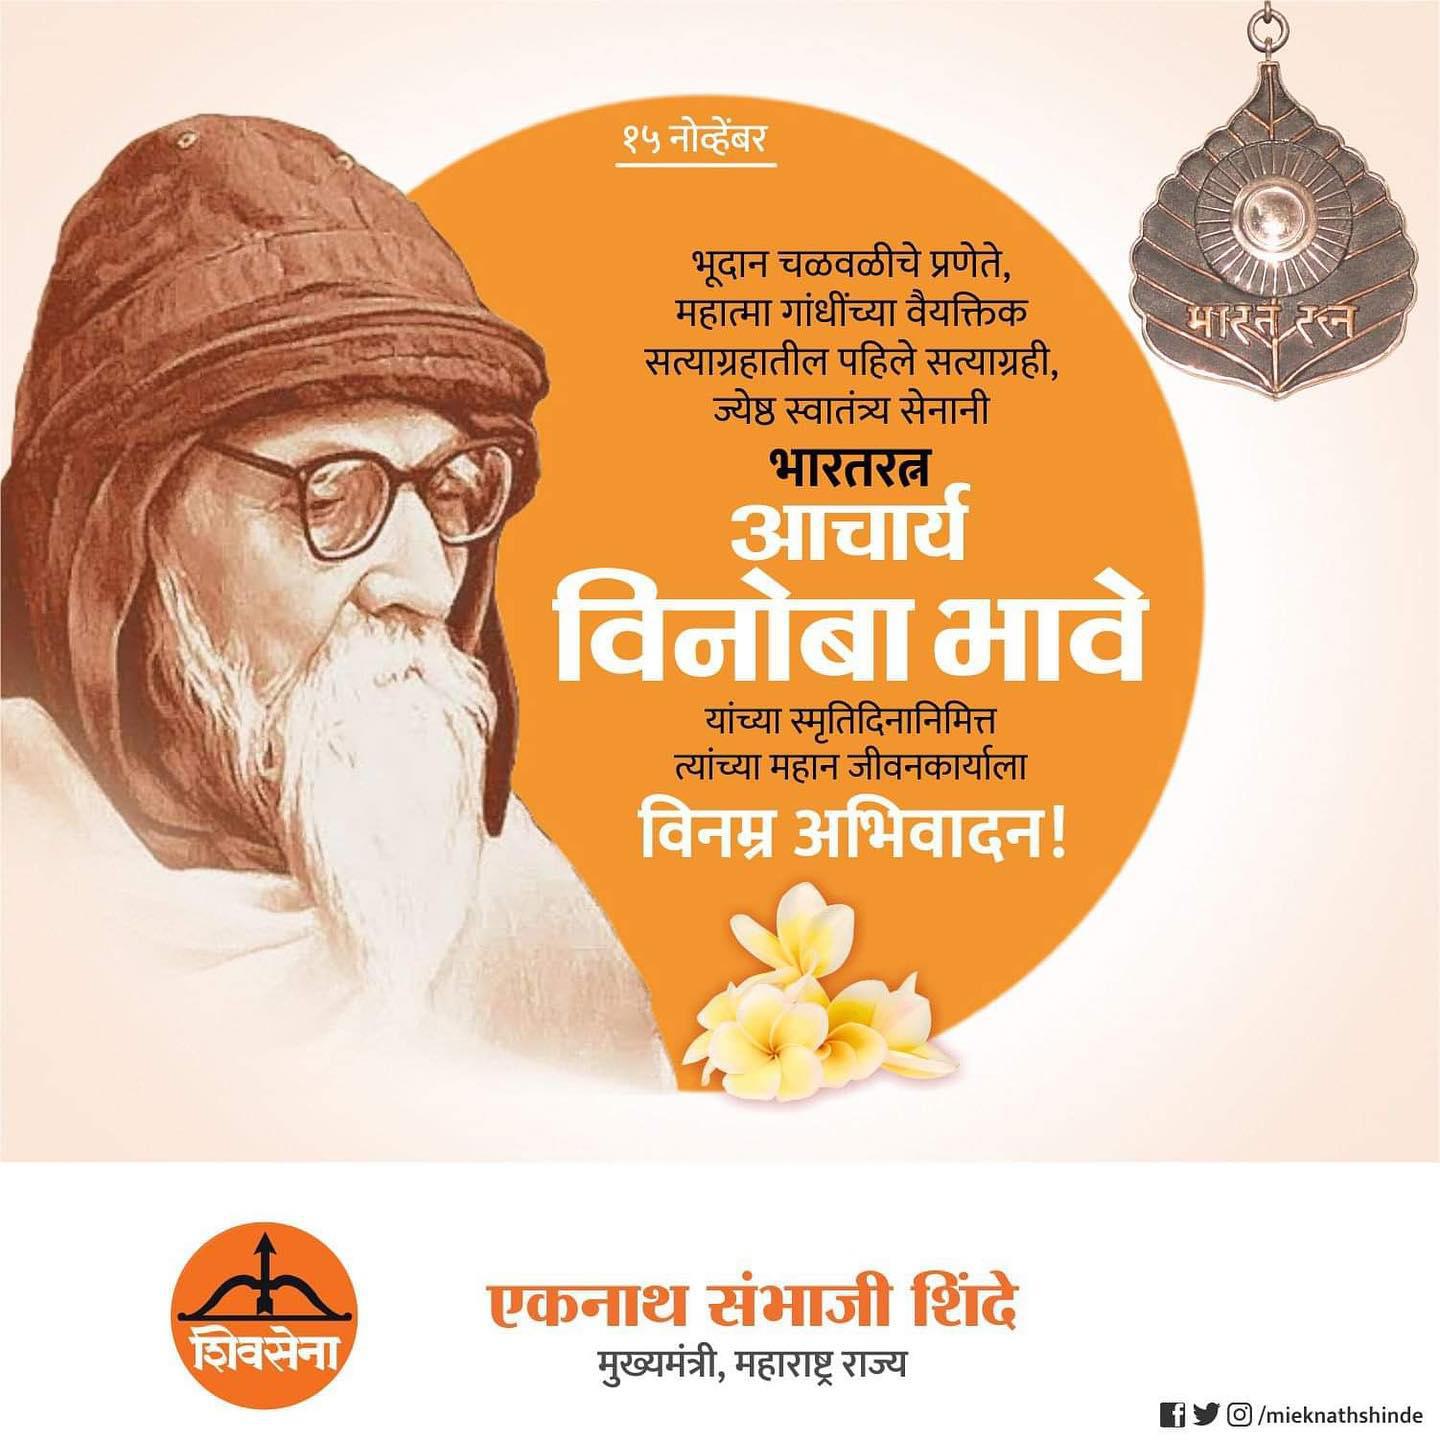 १५ नोव्हेंबर
भारत रत्न
भूदान चळवळीचे प्रणेते,
महात्मा गांधींच्या वैयक्तिक
सत्याग्रहातील पहिले सत्याग्रही,
ज्येष्ठ स्वातंत्र्य सेनानी
भारतरत्न
आचार्य
विनोबा भावे
यांच्या स्मृतिदिनानिमित्त
त्यांच्या महान जीवनकार्याला
विनम्र अभिवादन!
शिवसेना
एकनाथ संभाजी शिंदे
मुख्यमंत्री, महाराष्ट्र राज्य
/mieknathshinde